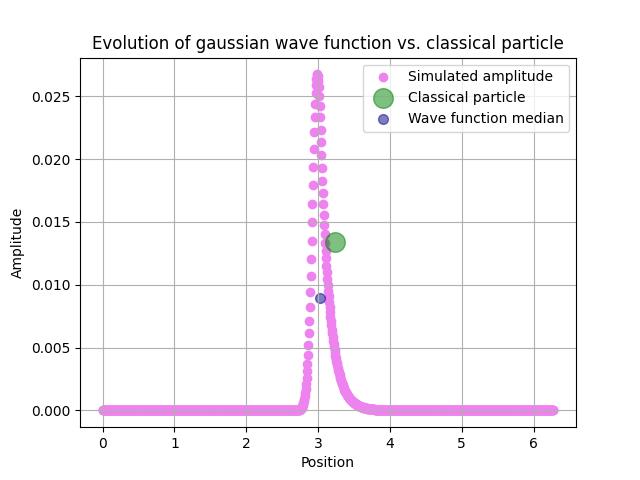 Evolution of gaussian wave function vs. classical particle
Simulated amplitude
Classical particle
Wave function median
Amplitude
0.025
0.020
0.015
0.010
0.005
0.000
0 1 2 3 4 5 6
Position